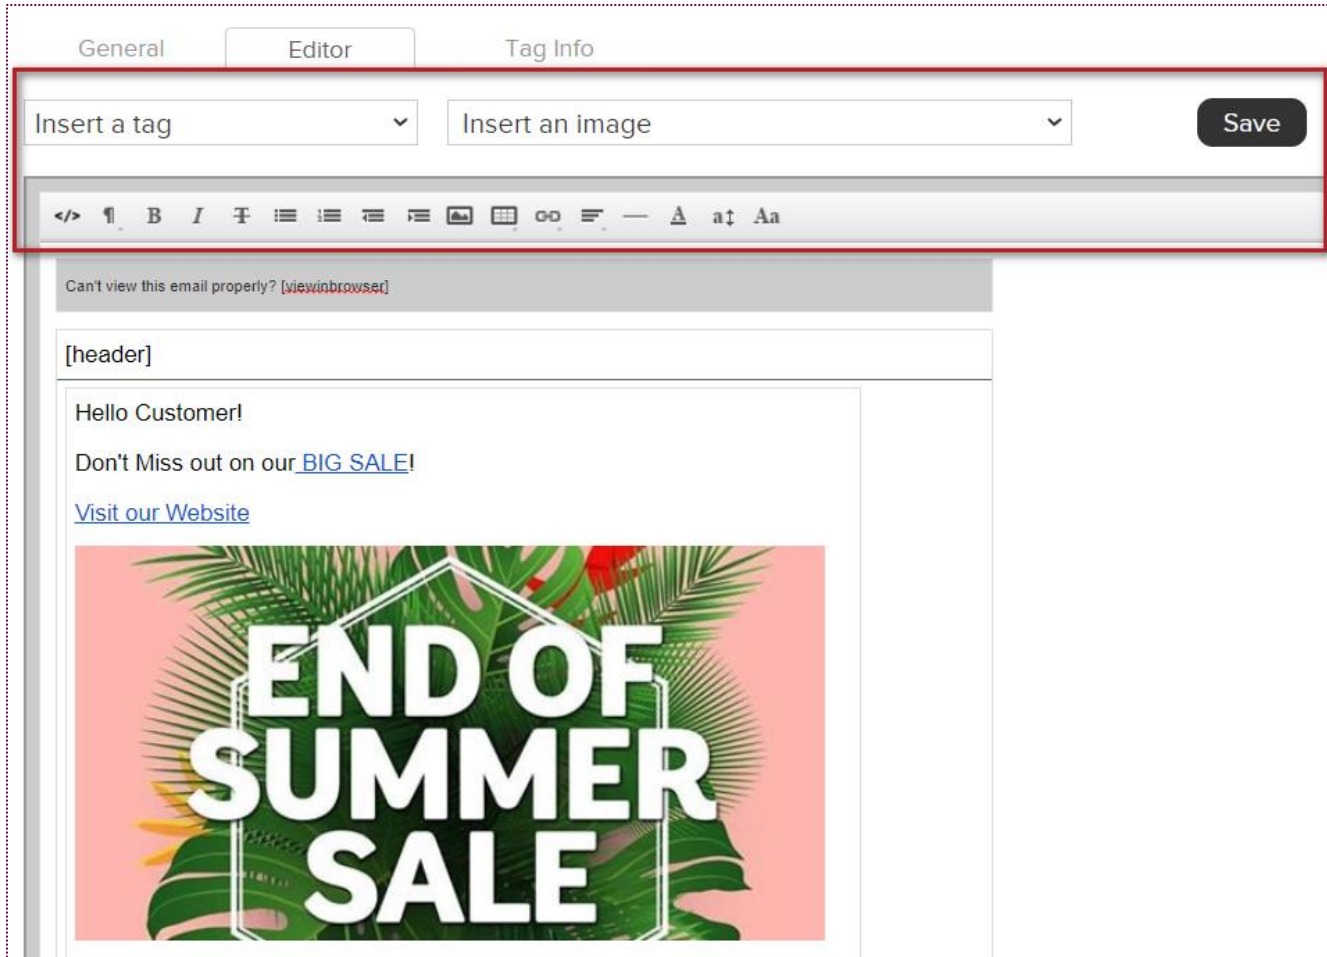 General Editor Tag Info
Insert a tag Insert an image Save
</> ¶ B I T A a↕ Aa
Can't view this email properly? [viewinbrowser]
[header]
Hello Customer!
Don't Miss out on our BIG SALE!
Visit our Website
END OF
SUMMER
SALE